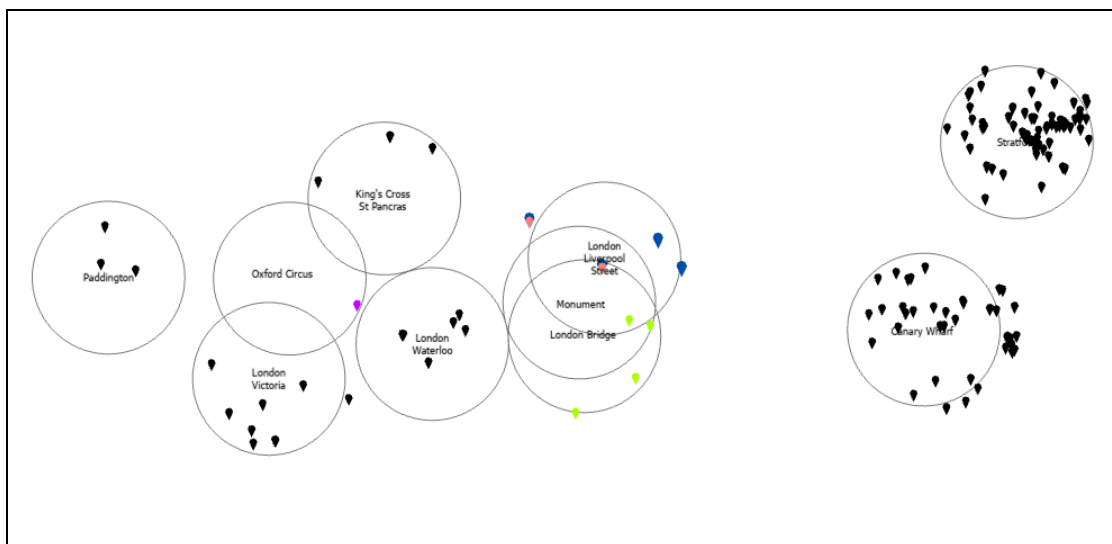 Stratford
King's Cross
St Pancras
London
Liverpool
Street
Paddington
Oxford Circus
Monument
London Bridge
Canary Wharf
London
Waterloo
London
Victoria